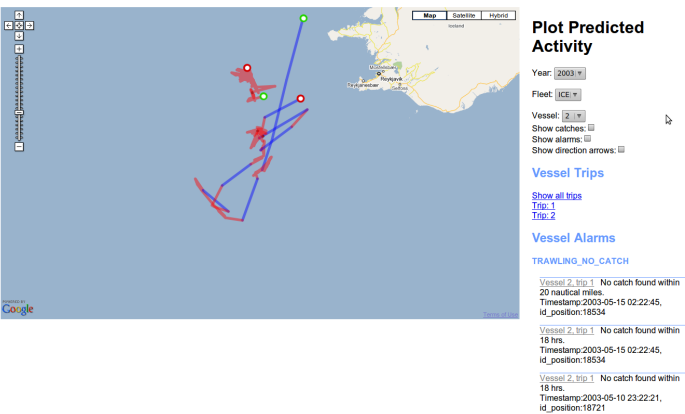 Map Satellite Hybrid
Iceland
Mosfellsbær
Reykjavik
Reykjanesbær Selfoss
POWERED BY
Google
Terms of Use
Plot Predicted
Activity
Year: 2003
Fleet: ICE
Vessel: 2
Show catches:
Show alarms:
Show direction arrows:
Vessel Trips
Show all trips
Trip: 1
Trip: 2
Vessel Alarms
TRAWLING_NO_CATCH
Vessel 2, trip 1 No catch found within
20 nautical miles.
Timestamp:2003-05-15 02:22:45,
id_position:18534
Vessel 2, trip 1 No catch found within
18 hrs.
Timestamp:2003-05-15 02:22:45,
id_position:18534
Vessel 2, trip 1 No catch found within
18 hrs.
Timestamp:2003-05-10 23:22:21,
id_position:18721